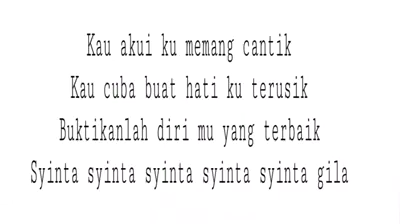 Kau akui ku memang cantik
Kau cuba buat hati ku terusik
Buktikanlah diri mu yang terbaik
Syinta syinta syinta syinta syinta gila